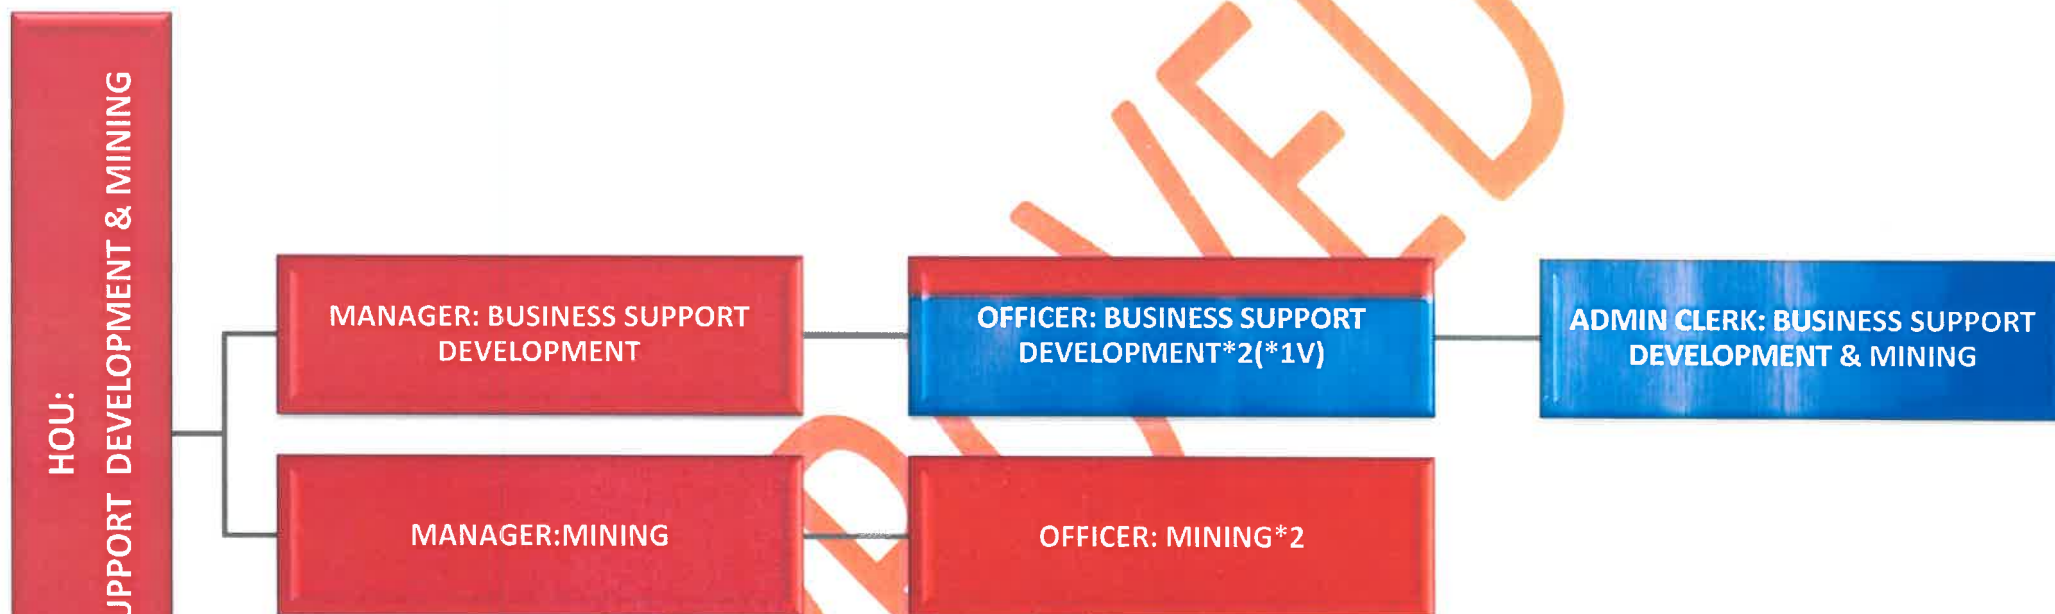 HOU:
SUPPORT DEVELOPMENT & MINING
MANAGER: BUSINESS SUPPORT
DEVELOPMENT
OFFICER: BUSINESS SUPPORT
DEVELOPMENT*2(*1V)
ADMIN CLERK: BUSINESS SUPPORT
DEVELOPMENT & MINING
MANAGER:MINING
OFFICER: MINING*2